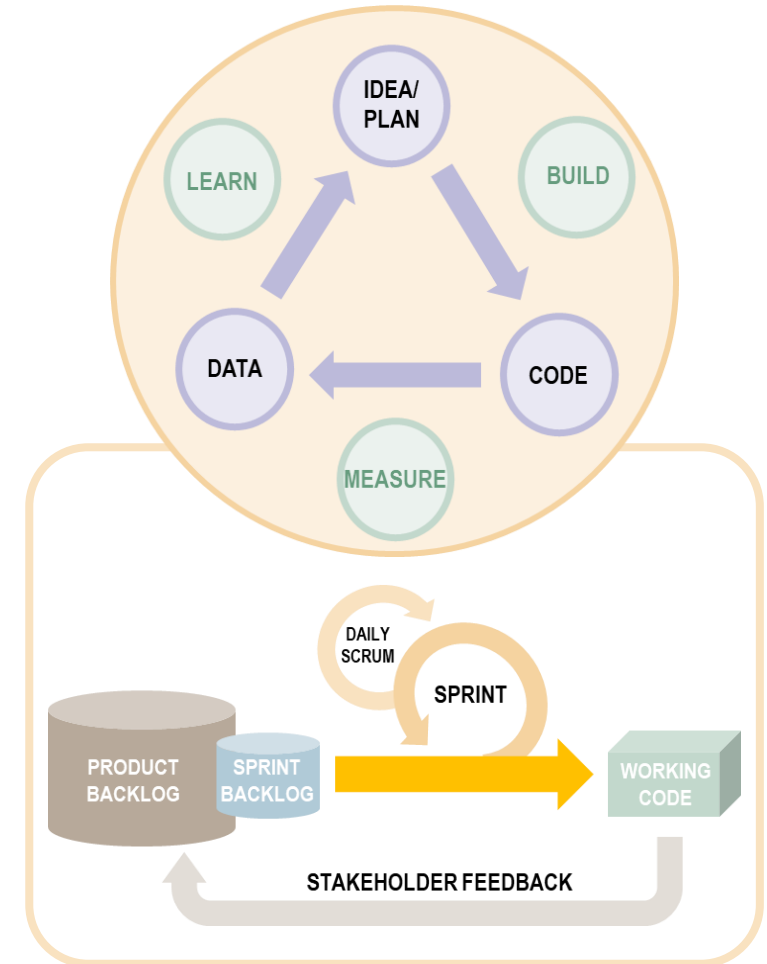 IDEA/
PLAN
LEARN
BUILD
DATA
CODE
MEASURE
DAILY
SCRUM
SPRINT
PRODUCT
BACKLOG
SPRINT
BACKLOG
WORKING
CODE
STAKEHOLDER FEEDBACK